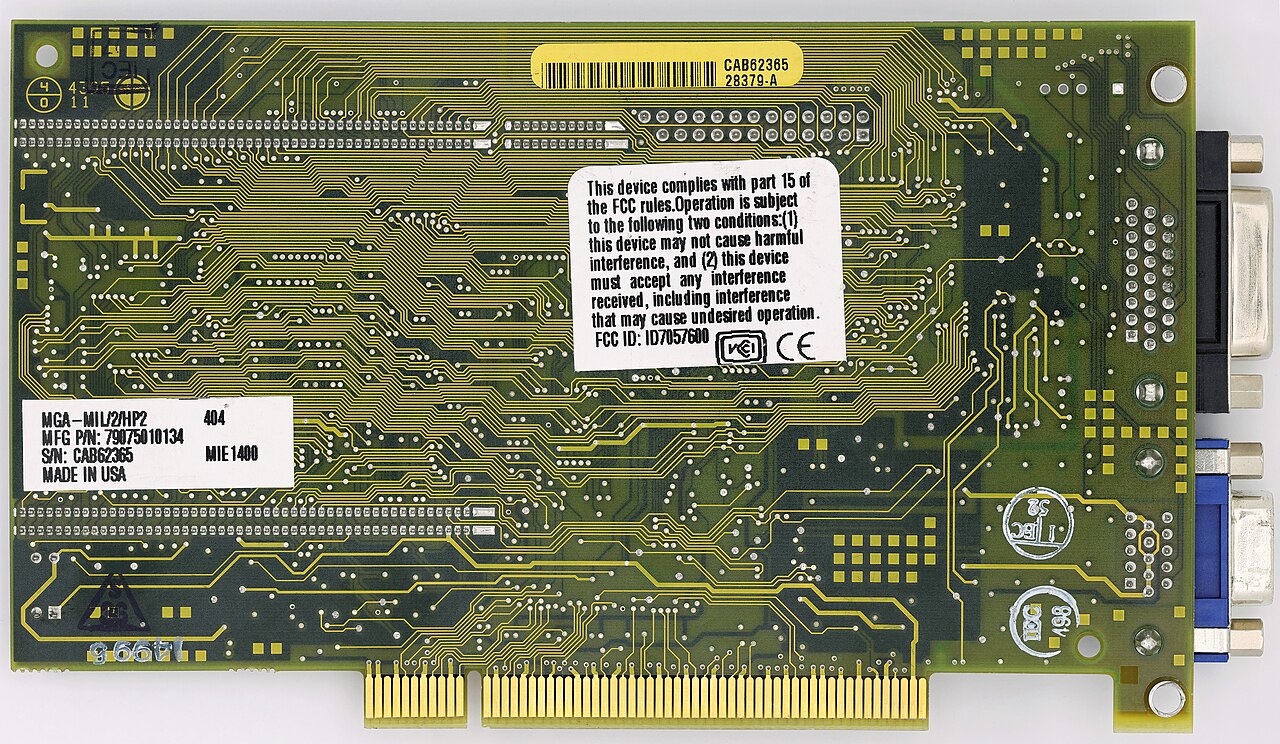 CAB62365
28379-A
4
0
11
This device complies with part 15 of
the FCC rules.Operation is subject
to the following two conditions:(1)
this device may not cause harmful
interference, and (2) this device
must accept any interference
received, including interference
that may cause undesired operation.
FCC ID: ID7057600
CE
MGA-MIL/2/HP2 404
MFG P/N: 79075010134
S/N: CAB62365 MIE1400
MADE IN USA